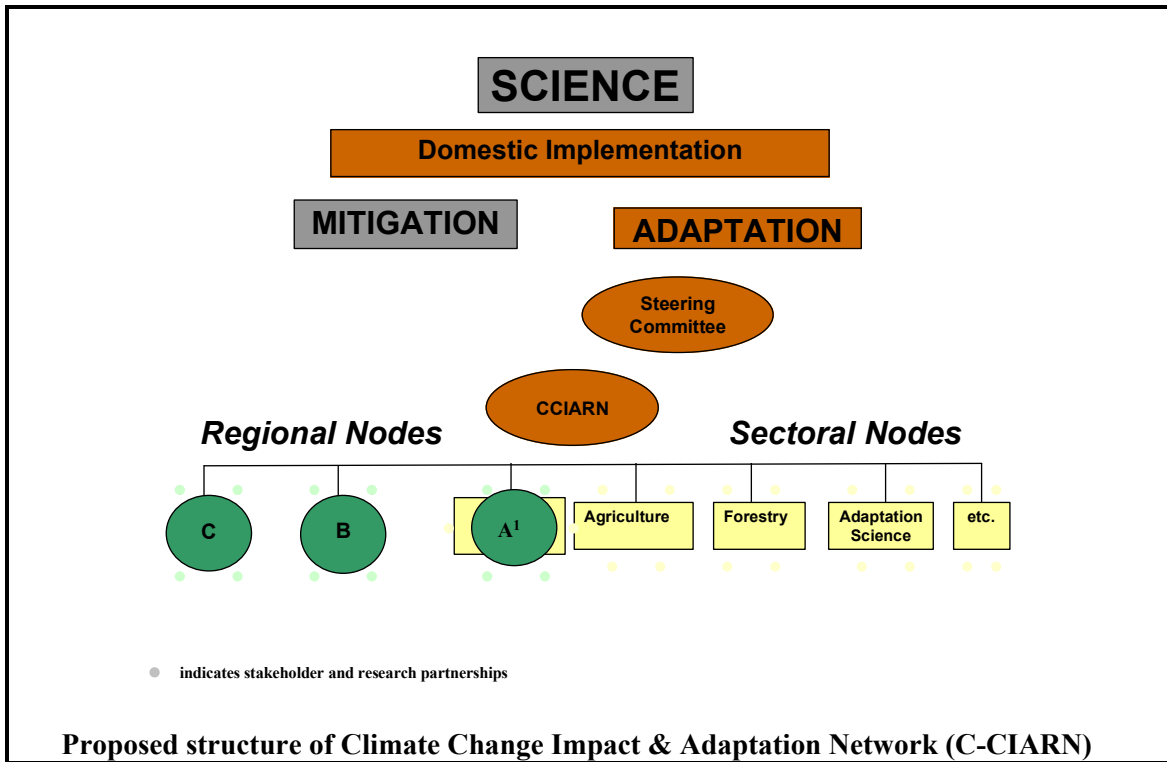 SCIENCE
Domestic Implementation
MITIGATION
ADAPTATION
Steering
Committee
CCIARN
Regional Nodes
Sectoral Nodes
C
B
A¹
Agriculture
Forestry
Adaptation
Science
etc.
indicates stakeholder and research partnerships
Proposed structure of Climate Change Impact & Adaptation Network (C-CIARN)